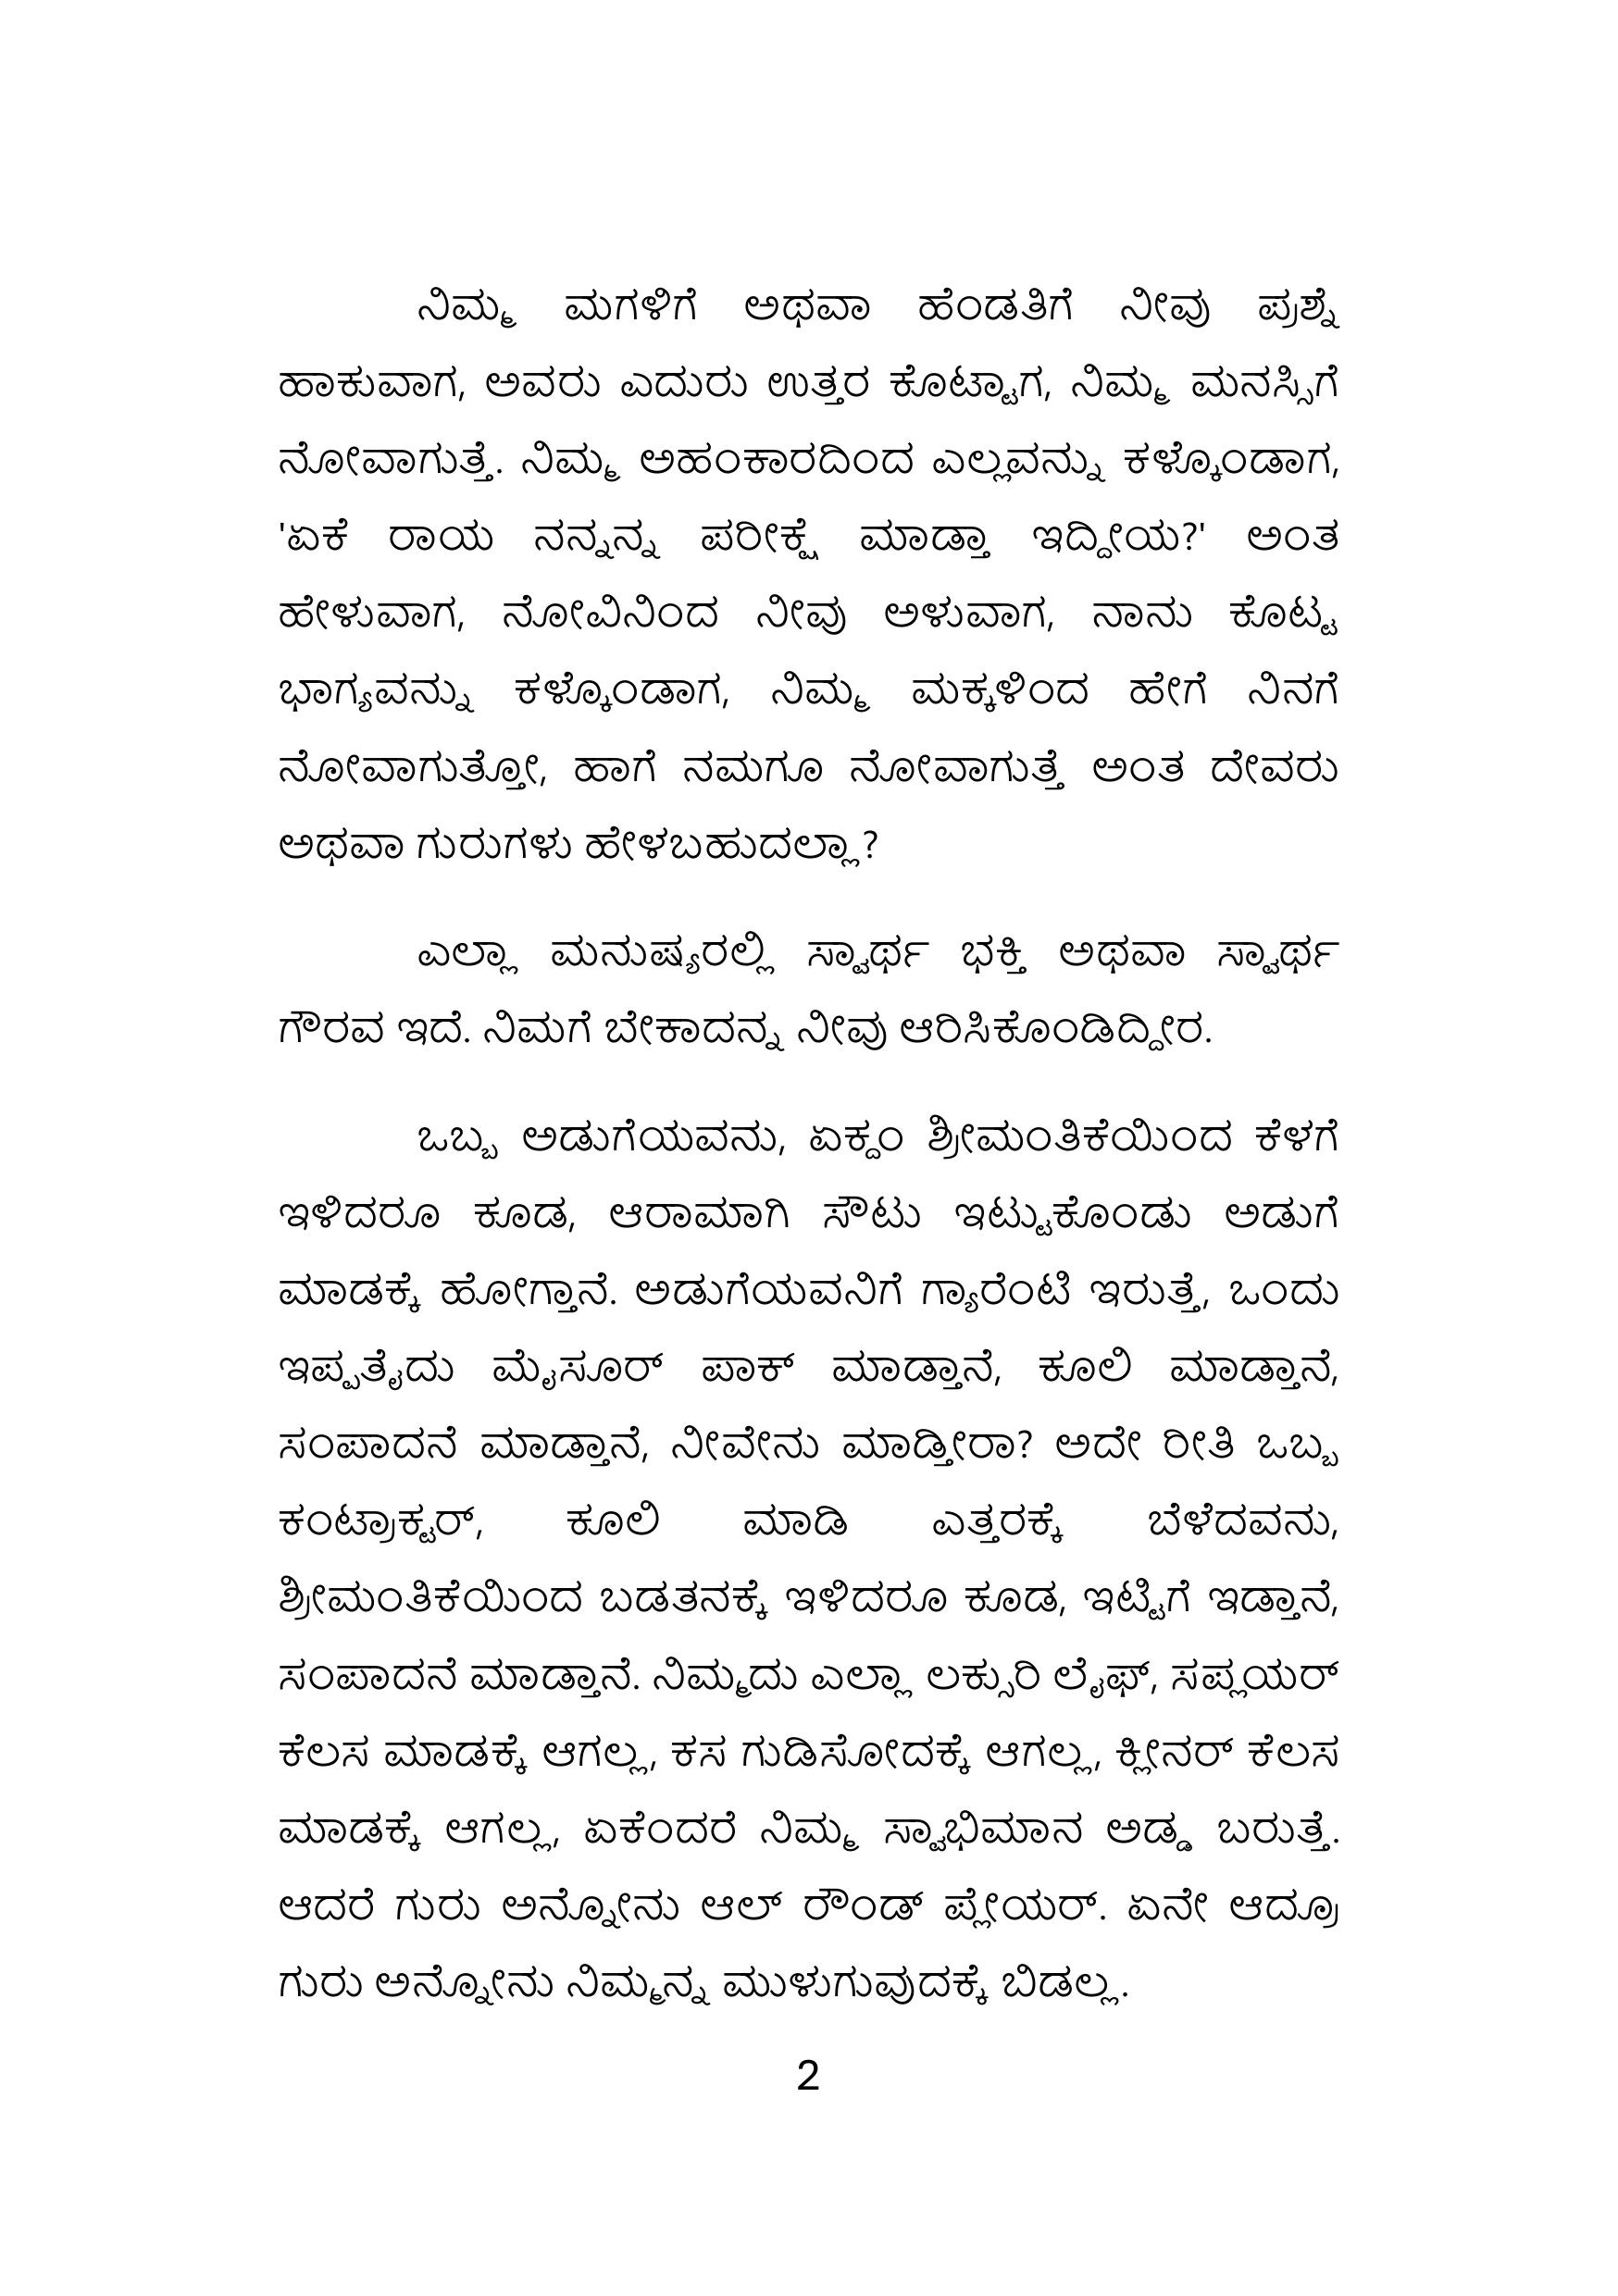 ನಿಮ್ಮ ಮಗಳಿಗೆ ಅಥವಾ ಹೆಂಡತಿಗೆ ನೀವು ಪ್ರಶ್ನೆ
ಹಾಕುವಾಗ, ಅವರು ಎದುರು ಉತ್ತರ ಕೊಟ್ಟಾಗ, ನಿಮ್ಮ ಮನಸ್ಸಿಗೆ
ನೋವಾಗುತ್ತೆ. ನಿಮ್ಮ ಅಹಂಕಾರದಿಂದ ಎಲ್ಲವನ್ನು ಕಳ್ಕೊಂಡಾಗ,
'ಏಕೆ ರಾಯ ನನ್ನನ್ನ ಪರೀಕ್ಷೆ ಮಾಡ್ತಾ ಇದ್ದೀಯ?' ಅಂತ
ಹೇಳುವಾಗ, ನೋವಿನಿಂದ ನೀವು ಅಳುವಾಗ, ನಾನು ಕೊಟ್ಟ
ಭಾಗ್ಯವನ್ನು ಕಳ್ಕೊಂಡಾಗ, ನಿಮ್ಮ ಮಕ್ಕಳಿಂದ ಹೇಗೆ ನಿನಗೆ
ನೋವಾಗುತ್ತೋ, ಹಾಗೆ ನಮಗೂ ನೋವಾಗುತ್ತೆ ಅಂತ ದೇವರು
ಅಥವಾ ಗುರುಗಳು ಹೇಳಬಹುದಲ್ಲಾ?
ಎಲ್ಲಾ ಮನುಷ್ಯರಲ್ಲಿ ಸ್ವಾರ್ಥ ಭಕ್ತಿ ಅಥವಾ ಸ್ವಾರ್ಥ
ಗೌರವ ಇದೆ. ನಿಮಗೆ ಬೇಕಾದನ್ನ ನೀವು ಆರಿಸಿಕೊಂಡಿದ್ದೀರ.
ಒಬ್ಬ ಅಡುಗೆಯವನು, ಏಕ್ದಂ ಶ್ರೀಮಂತಿಕೆಯಿಂದ ಕೆಳಗೆ
ಇಳಿದರೂ ಕೂಡ, ಆರಾಮಾಗಿ ಸೌಟು ಇಟ್ಟುಕೊಂಡು ಅಡುಗೆ
ಮಾಡಕ್ಕೆ ಹೋಗ್ತಾನೆ. ಅಡುಗೆಯವನಿಗೆ ಗ್ಯಾರೆಂಟಿ ಇರುತ್ತೆ, ಒಂದು
ಇಪ್ಪತೈದು ಮೈಸೂರ್ ಪಾಕ್ ಮಾಡ್ತಾನೆ, ಕೂಲಿ ಮಾಡ್ತಾನೆ,
ಸಂಪಾದನೆ ಮಾಡ್ತಾನೆ, ನೀವೇನು ಮಾಡ್ತೀರಾ? ಅದೇ ರೀತಿ ಒಬ್ಬ
ಕಂಟ್ರಾಕ್ಟರ್, ಕೂಲಿ ಮಾಡಿ ಎತ್ತರಕ್ಕೆ ಬೆಳೆದವನು,
ಶ್ರೀಮಂತಿಕೆಯಿಂದ ಬಡತನಕ್ಕೆ ಇಳಿದರೂ ಕೂಡ, ಇಟ್ಟಿಗೆ ಇಡ್ತಾನೆ,
ಸಂಪಾದನೆ ಮಾಡ್ತಾನೆ. ನಿಮ್ಮದು ಎಲ್ಲಾ ಲಕ್ಸುರಿ ಲೈಫ್, ಸಪ್ಲಯರ್
ಕೆಲಸ ಮಾಡಕ್ಕೆ ಆಗಲ್ಲ, ಕಸ ಗುಡಿಸೋದಕ್ಕೆ ಆಗಲ್ಲ, ಕ್ಲೀನರ್ ಕೆಲಸ
ಮಾಡಕ್ಕೆ ಆಗಲ್ಲ, ಏಕೆಂದರೆ ನಿಮ್ಮ ಸ್ವಾಭಿಮಾನ ಅಡ್ಡ ಬರುತ್ತೆ.
ಆದರೆ ಗುರು ಅನ್ನೋನು ಆಲ್ ರೌಂಡ್ ಪ್ಲೇಯರ್. ಏನೇ ಆದ್ರೂ
ಗುರು ಅನ್ನೋನು ನಿಮ್ಮನ್ನ ಮುಳುಗುವುದಕ್ಕೆ ಬಿಡಲ್ಲ.
2